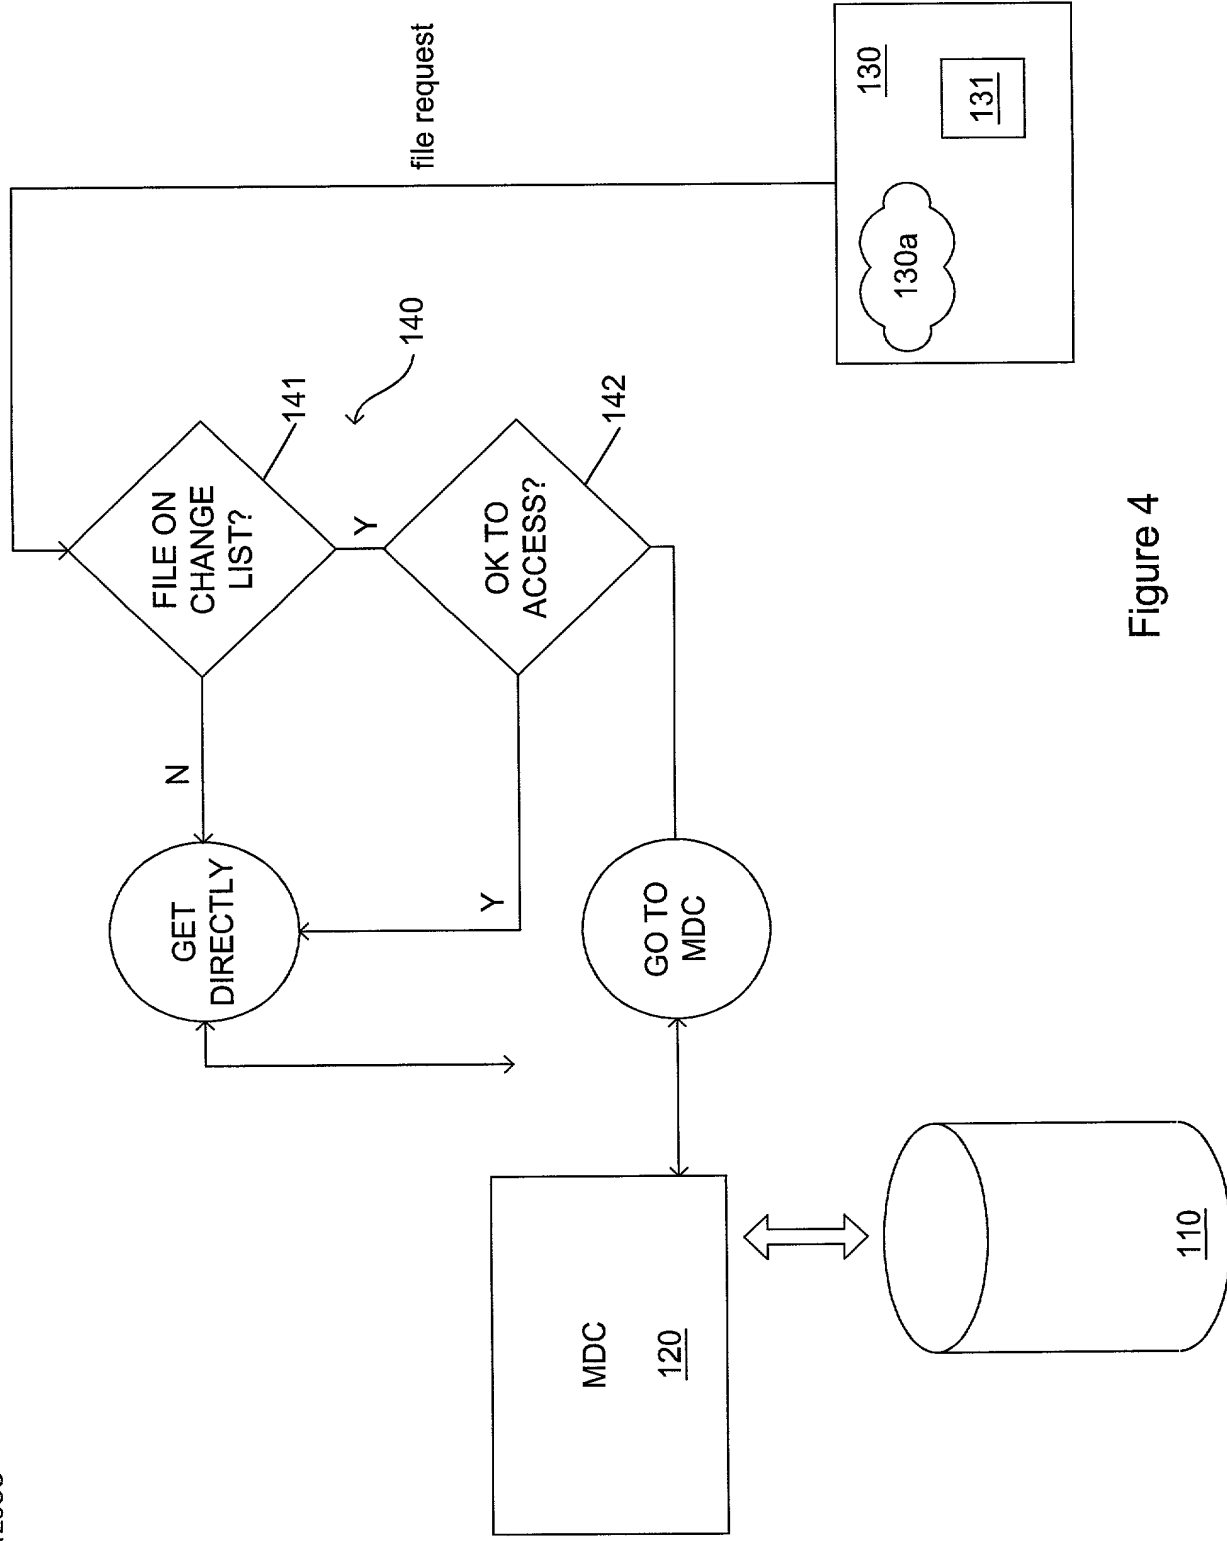 file request
130
131
130a
140
141
FILE ON
CHANGE
LIST?
Y
142
OK TO
ACCESS?
N
Y
GET
DIRECTLY
GO TO
MDC
MDC
120
110
Figure 4